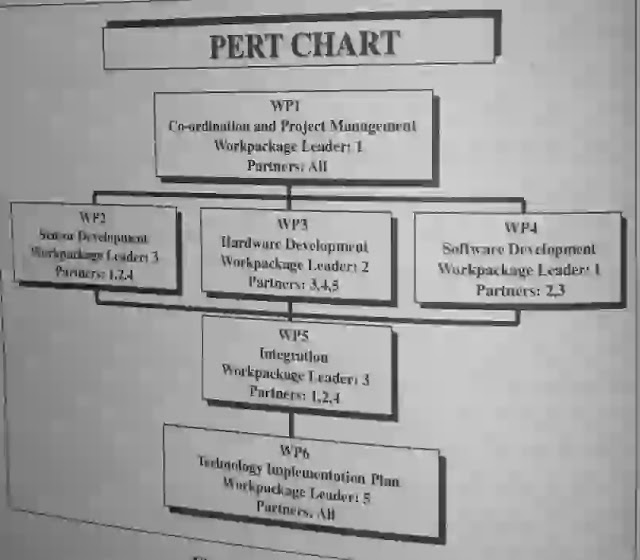 PERT CHART
WP1
Co-ordination and Project Management
Workpackage Leader: 1
Partners: All
WP2
Sensor Development
Workpackage Leader: 3
Partners: 1,2,4
WP3
Hardware Development
Workpackage Leader: 2
Partners: 3,4,5
WP4
Software Development
Workpackage Leader: 1
Partners: 2,3
WP5
Integration
Workpackage Leader: 3
Partners: 1,2,4
WP6
Technology Implementation Plan
Workpackage Leader: 5
Partners. All